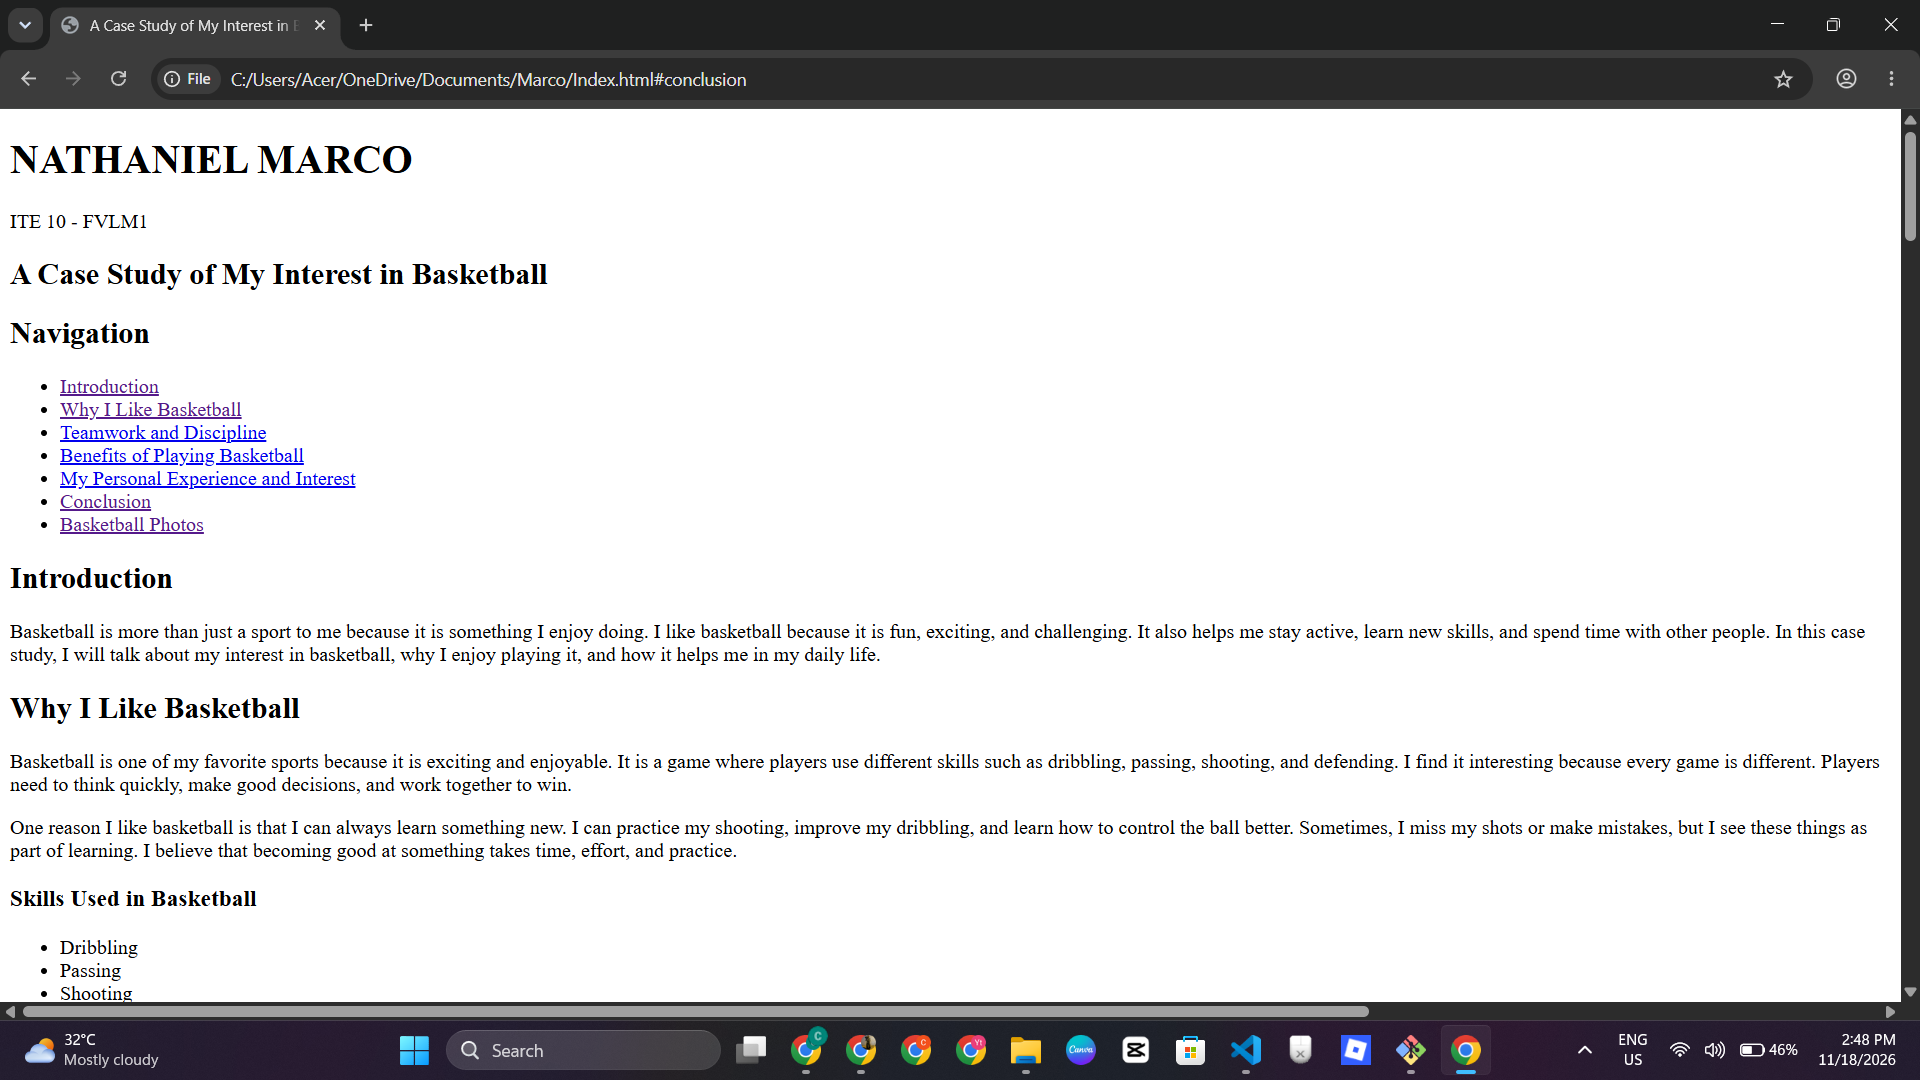 A Case Study of My Interest in
File
C:/Users/Acer/OneDrive/Documents/Marco/Index.html#conclusion
NATHANIEL MARCO
ITE 10 - FVLM1
A Case Study of My Interest in Basketball
Navigation
Introduction
Why I Like Basketball
Teamwork and Discipline
Benefits of Playing Basketball
My Personal Experience and Interest
Conclusion
Basketball Photos
Introduction
Basketball is more than just a sport to me because it is something I enjoy doing. I like basketball because it is fun, exciting, and challenging. It also helps me stay active, learn new skills, and spend time with other people. In this case
study, I will talk about my interest in basketball, why I enjoy playing it, and how it helps me in my daily life.
Why I Like Basketball
Basketball is one of my favorite sports because it is exciting and enjoyable. It is a game where players use different skills such as dribbling, passing, shooting, and defending. I find it interesting because every game is different. Players
need to think quickly, make good decisions, and work together to win.
One reason I like basketball is that I can always learn something new. I can practice my shooting, improve my dribbling, and learn how to control the ball better. Sometimes, I miss my shots or make mistakes, but I see these things as
part of learning. I believe that becoming good at something takes time, effort, and practice.
Skills Used in Basketball
Dribbling
Passing
Shooting
32°C
Mostly cloudy
Search
C
C
Yt
Canva
ENG
US
46%
2:48 PM
11/18/2026